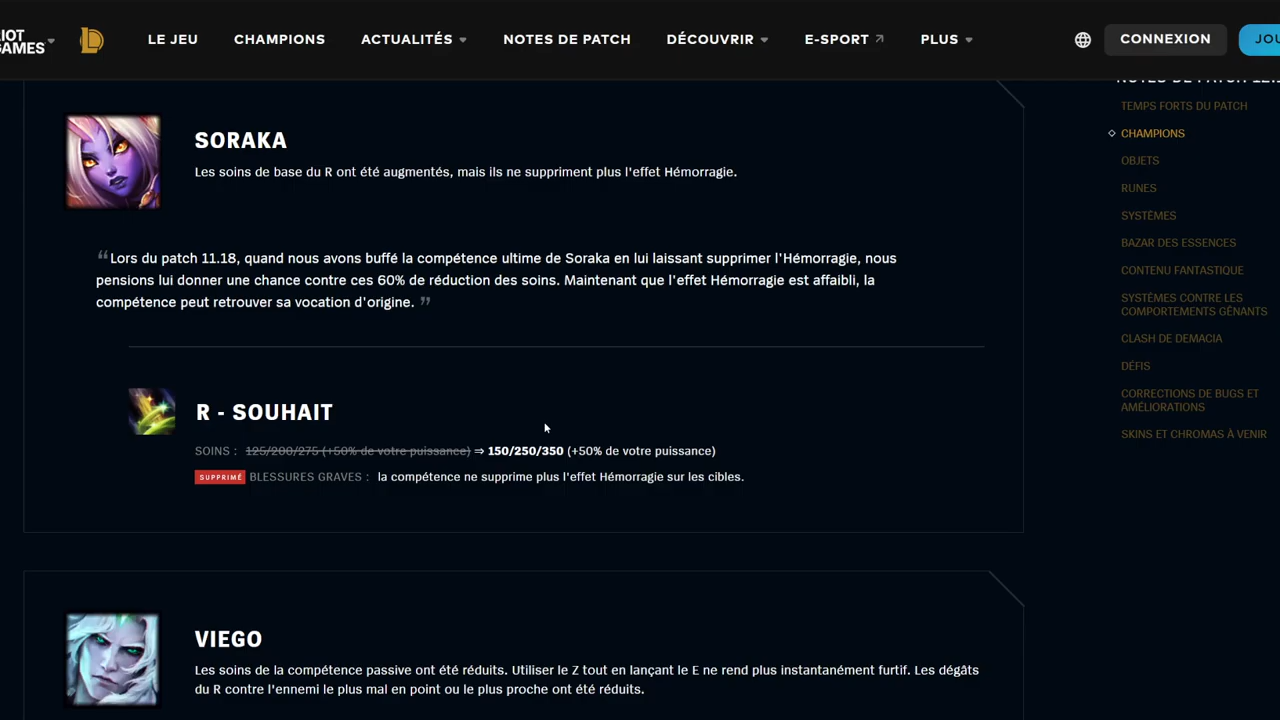 IOT
GAMES
LE JEU
CHAMPIONS
ACTUALITÉS
NOTES DE PATCH
DÉCOUVRIR
E-SPORT
PLUS
CONNEXION
JOU
NOTES DE PATCH 12.1
TEMPS FORTS DU PATCH
CHAMPIONS
OBJETS
RUNES
SYSTÈMES
BAZAR DES ESSENCES
CONTENU FANTASTIQUE
SYSTÈMES CONTRE LES
COMPORTEMENTS GÊNANTS
CLASH DE DEMACIA
DÉFIS
CORRECTIONS DE BUGS ET
AMÉLIORATIONS
SKINS ET CHROMAS À VENIR
SORAKA
Les soins de base du R ont été augmentés, mais ils ne suppriment plus l'effet Hémorragie.
“Lors du patch 11.18, quand nous avons buffé la compétence ultime de Soraka en lui laissant supprimer l'Hémorragie, nous
pensions lui donner une chance contre ces 60% de réduction des soins. Maintenant que l'effet Hémorragie est affaibli, la
compétence peut retrouver sa vocation d'origine. ”
R - SOUHAIT
SOINS : 125/200/275 (+50% de votre puissance) ⇒ 150/250/350 (+50% de votre puissance)
SUPPRIMÉ BLESSURES GRAVES : la compétence ne supprime plus l'effet Hémorragie sur les cibles.
VIEGO
Les soins de la compétence passive ont été réduits. Utiliser le Z tout en lançant le E ne rend plus instantanément furtif. Les dégâts
du R contre l'ennemi le plus mal en point ou le plus proche ont été réduits.